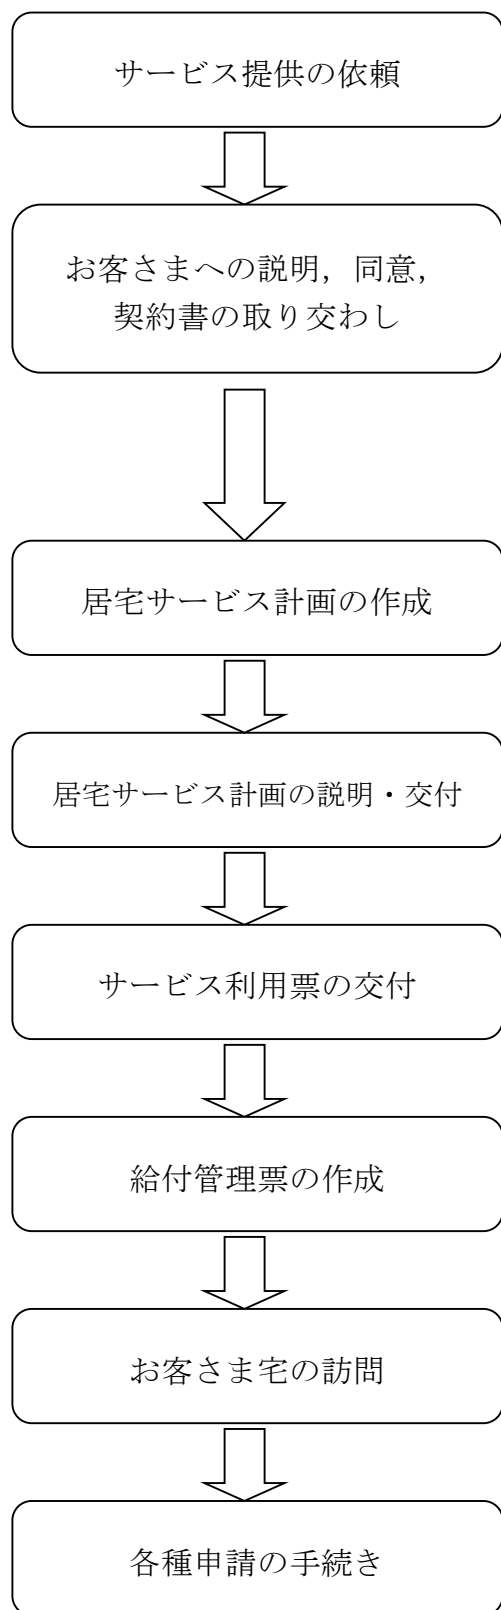 サービス提供の依頼
お客さまへの説明，同意，
契約書の取り交わし
居宅サービス計画の作成
居宅サービス計画の説明・交付
サービス利用票の交付
給付管理票の作成
お客さま宅の訪問
各種申請の手続き